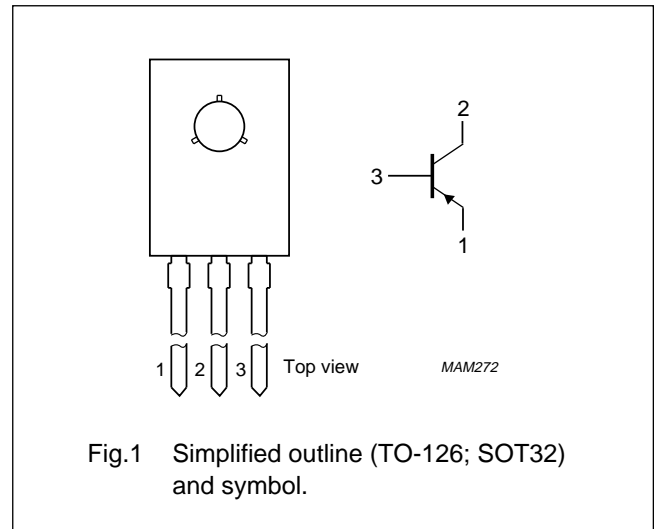 2
3
1
1 2 3 Top view MAM272
Fig.1 Simplified outline (TO-126; SOT32)
and symbol.